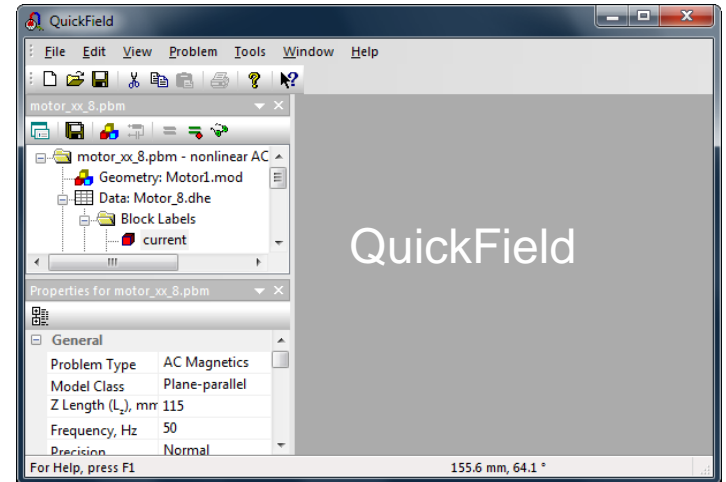 QuickField
File Edit View Problem Tools Window Help
motor_xx_8.pbm
motor_xx_8.pbm - nonlinear AC
Geometry: Motor1.mod
Data: Motor_8.dhe
Block Labels
current
QuickField
Properties for motor_xx_8.pbm
General
Problem Type AC Magnetics
Model Class Plane-parallel
Z Length (Lz), mm 115
Frequency, Hz 50
Precision Normal
For Help, press F1 155.6 mm, 64.1 °